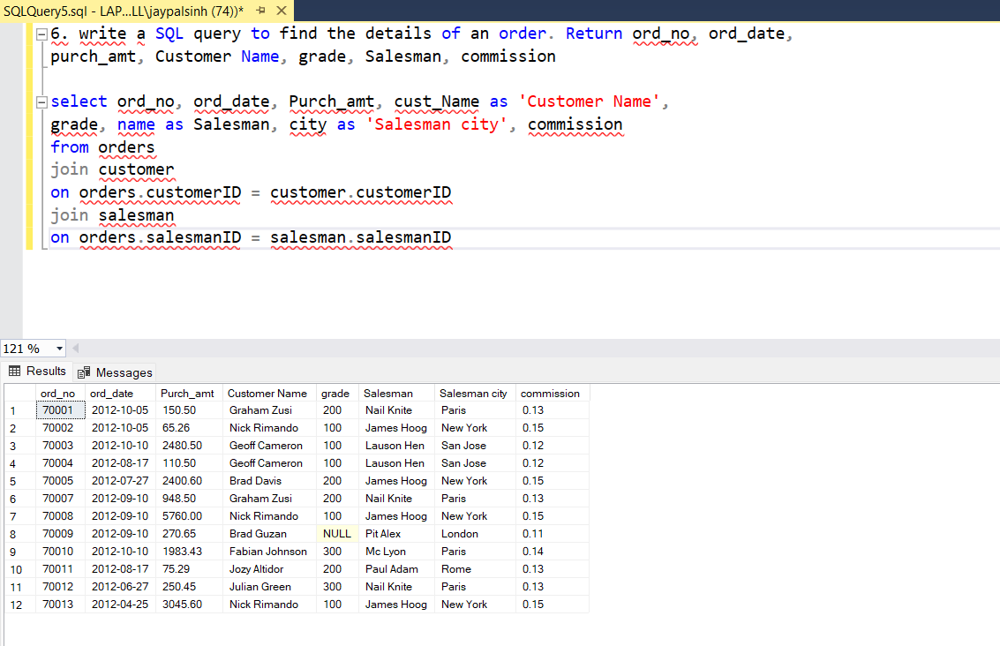 SQLQuery5.sql - LAP...LL\jaypalsinh (74))*
6. write a SQL query to find the details of an order. Return ord_no, ord_date,
purch_amt, Customer Name, grade, Salesman, commission
select ord_no, ord_date, Purch_amt, cust_Name as 'Customer Name',
grade, name as Salesman, city as 'Salesman city', commission
from orders
join customer
on orders.customerID = customer.customerID
join salesman
on orders.salesmanID = salesman.salesmanID
121 %
Results Messages
ord_no ord_date Purch_amt Customer Name grade Salesman Salesman city commission
1 70001 2012-10-05 150.50 Graham Zusi 200 Nail Knite Paris 0.13
2 70002 2012-10-05 65.26 Nick Rimando 100 James Hoog New York 0.15
3 70003 2012-10-10 2480.50 Geoff Cameron 100 Lauson Hen San Jose 0.12
4 70004 2012-08-17 110.50 Geoff Cameron 100 Lauson Hen San Jose 0.12
5 70005 2012-07-27 2400.60 Brad Davis 200 James Hoog New York 0.15
6 70007 2012-09-10 948.50 Graham Zusi 200 Nail Knite Paris 0.13
7 70008 2012-09-10 5760.00 Nick Rimando 100 James Hoog New York 0.15
8 70009 2012-09-10 270.65 Brad Guzan NULL Pit Alex London 0.11
9 70010 2012-10-10 1983.43 Fabian Johnson 300 Mc Lyon Paris 0.14
10 70011 2012-08-17 75.29 Jozy Altidor 200 Paul Adam Rome 0.13
11 70012 2012-06-27 250.45 Julian Green 300 Nail Knite Paris 0.13
12 70013 2012-04-25 3045.60 Nick Rimando 100 James Hoog New York 0.15